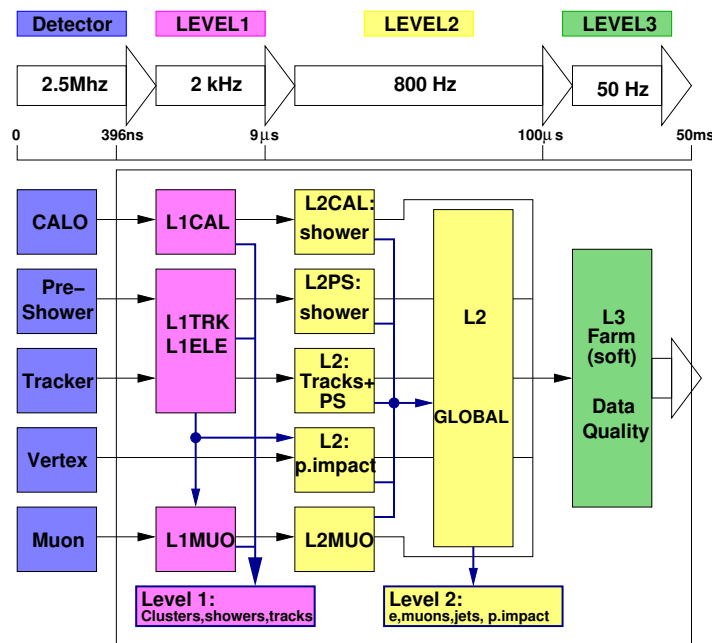 Detector
LEVEL1
LEVEL2
LEVEL3
2.5Mhz
2 kHz
800 Hz
50 Hz
0
396ns
9μs
100μs
50ms
CALO
L1CAL
L2CAL:
shower
Pre-
Shower
L1TRK
L1ELE
L2PS:
shower
L2
GLOBAL
L3
Farm
(soft)
Data
Quality
Tracker
L2:
Tracks+
PS
Vertex
L2:
p.impact
Muon
L1MUO
L2MUO
Level 1:
Clusters,showers,tracks
Level 2:
e,muons,jets, p.impact